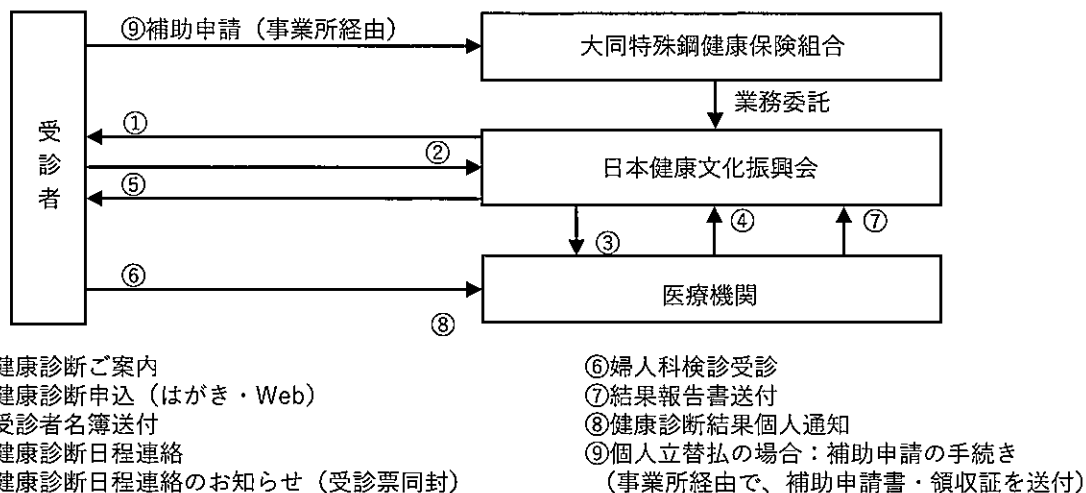 ⑨補助申請（事業所経由）
大同特殊鋼健康保険組合
業務委託
受診者
①
②
⑤
日本健康文化振興会
③
④
⑦
⑥
医療機関
⑧
健康診断ご案内
健康診断申込（はがき・Web）
受診者名簿送付
健康診断日程連絡
健康診断日程連絡のお知らせ（受診票同封）
⑥婦人科検診受診
⑦結果報告書送付
⑧健康診断結果個人通知
⑨個人立替払の場合：補助申請の手続き
（事業所経由で、補助申請書・領収証を送付）